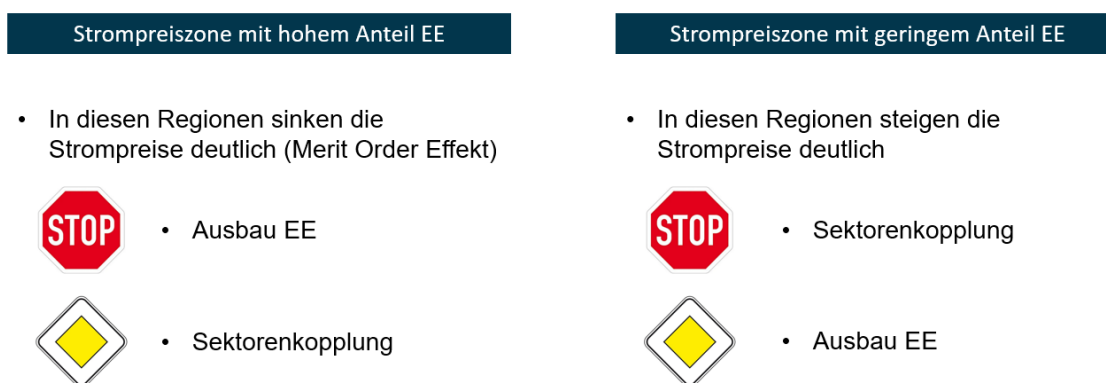 Strompreiszone mit hohem Anteil EE
• In diesen Regionen sinken die
Strompreise deutlich (Merit Order Effekt)
STOP
• Ausbau EE
• Sektorenkopplung
Strompreiszone mit geringem Anteil EE
• In diesen Regionen steigen die
Strompreise deutlich
STOP
• Sektorenkopplung
• Ausbau EE